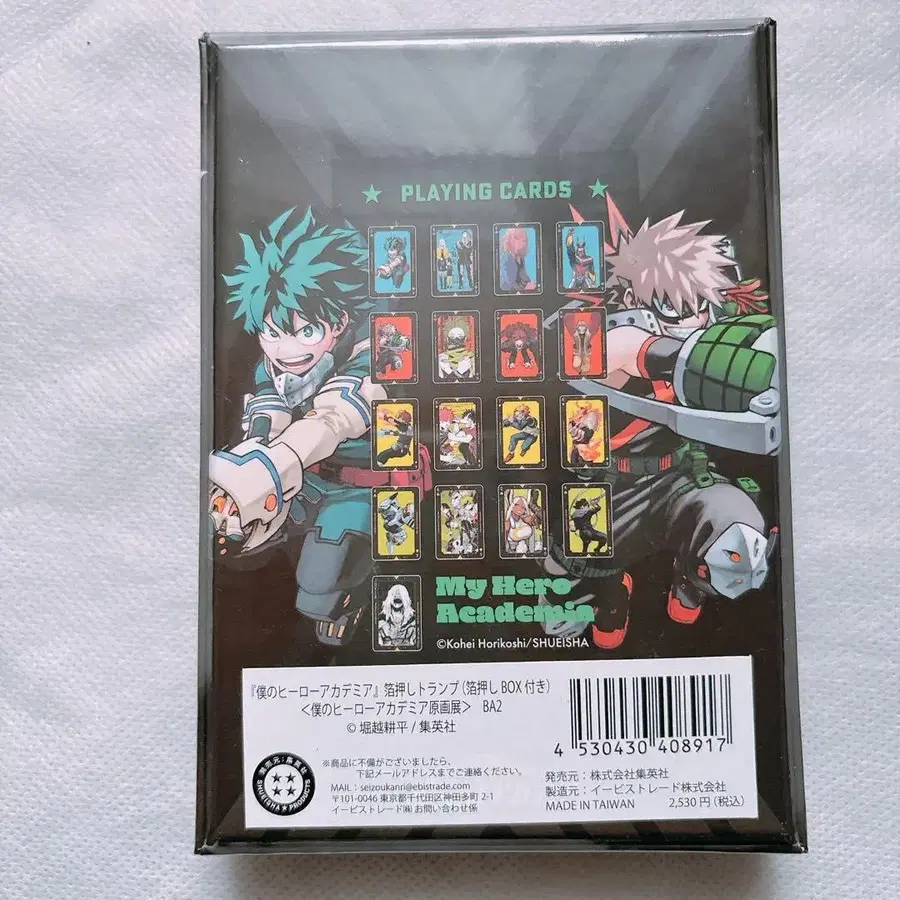 ★ PLAYING CARDS ★
My Hero
Academia
©Kohei Horikoshi/SHUEISHA
『僕のヒーローアカデミア』箔押しトランプ(箔押しBOX付き)
<僕のヒーローアカデミア原画展> BA2
© 堀越耕平 / 集英社
4 530430 408917
発売元:集英社
SHUEISHA PRODUCTS
※商品に不備がございましたら、
下記メールアドレスまでご連絡ください。
MAIL:seizoukanri@ebistrade.com
〒101-0046 東京都千代田区神田多町 2-1
イービストレード㈱ お問い合わせ係
発売元:株式会社集英社
製造元:イービストレード株式会社
MADE IN TAIWAN 2,530円(税込)